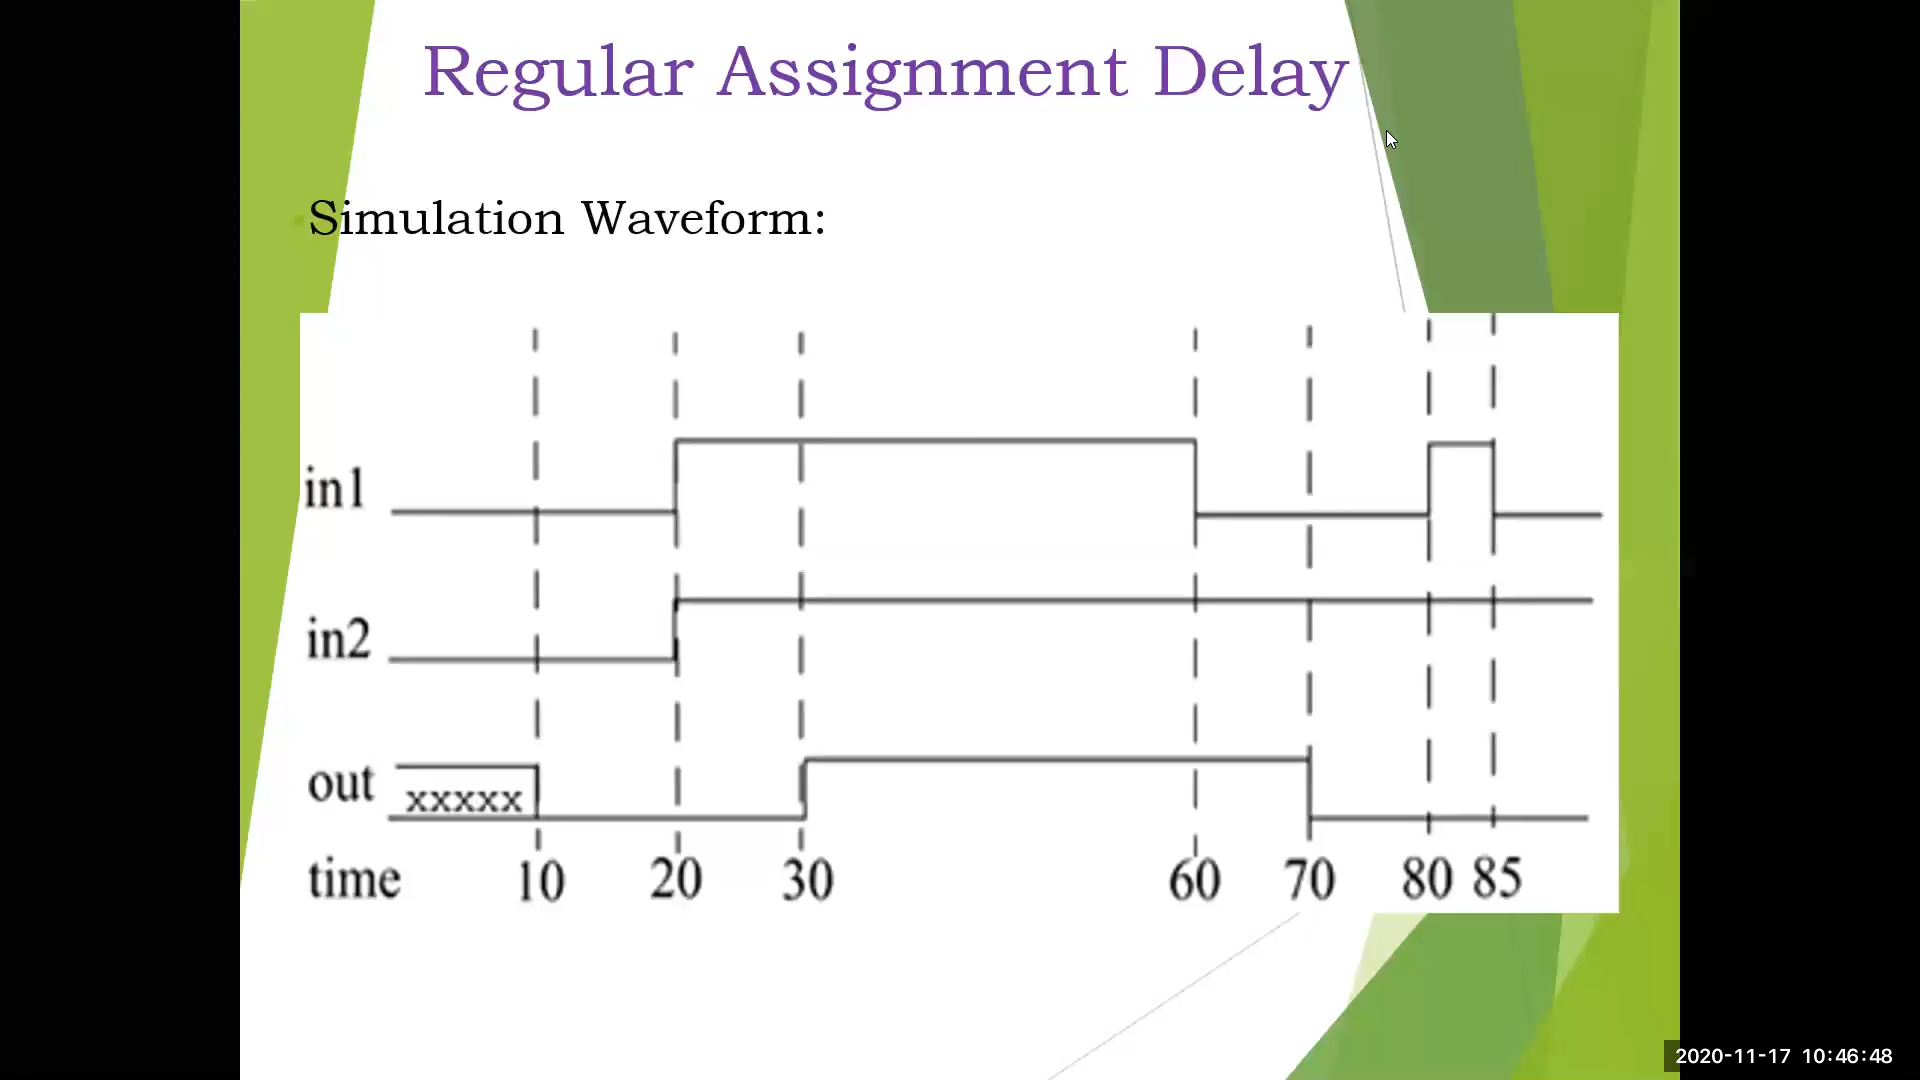 Regular Assignment Delay
Simulation Waveform:
in1
in2
out xxxxx
time 10 20 30 60 70 80 85
2020-11-17 10:46:48